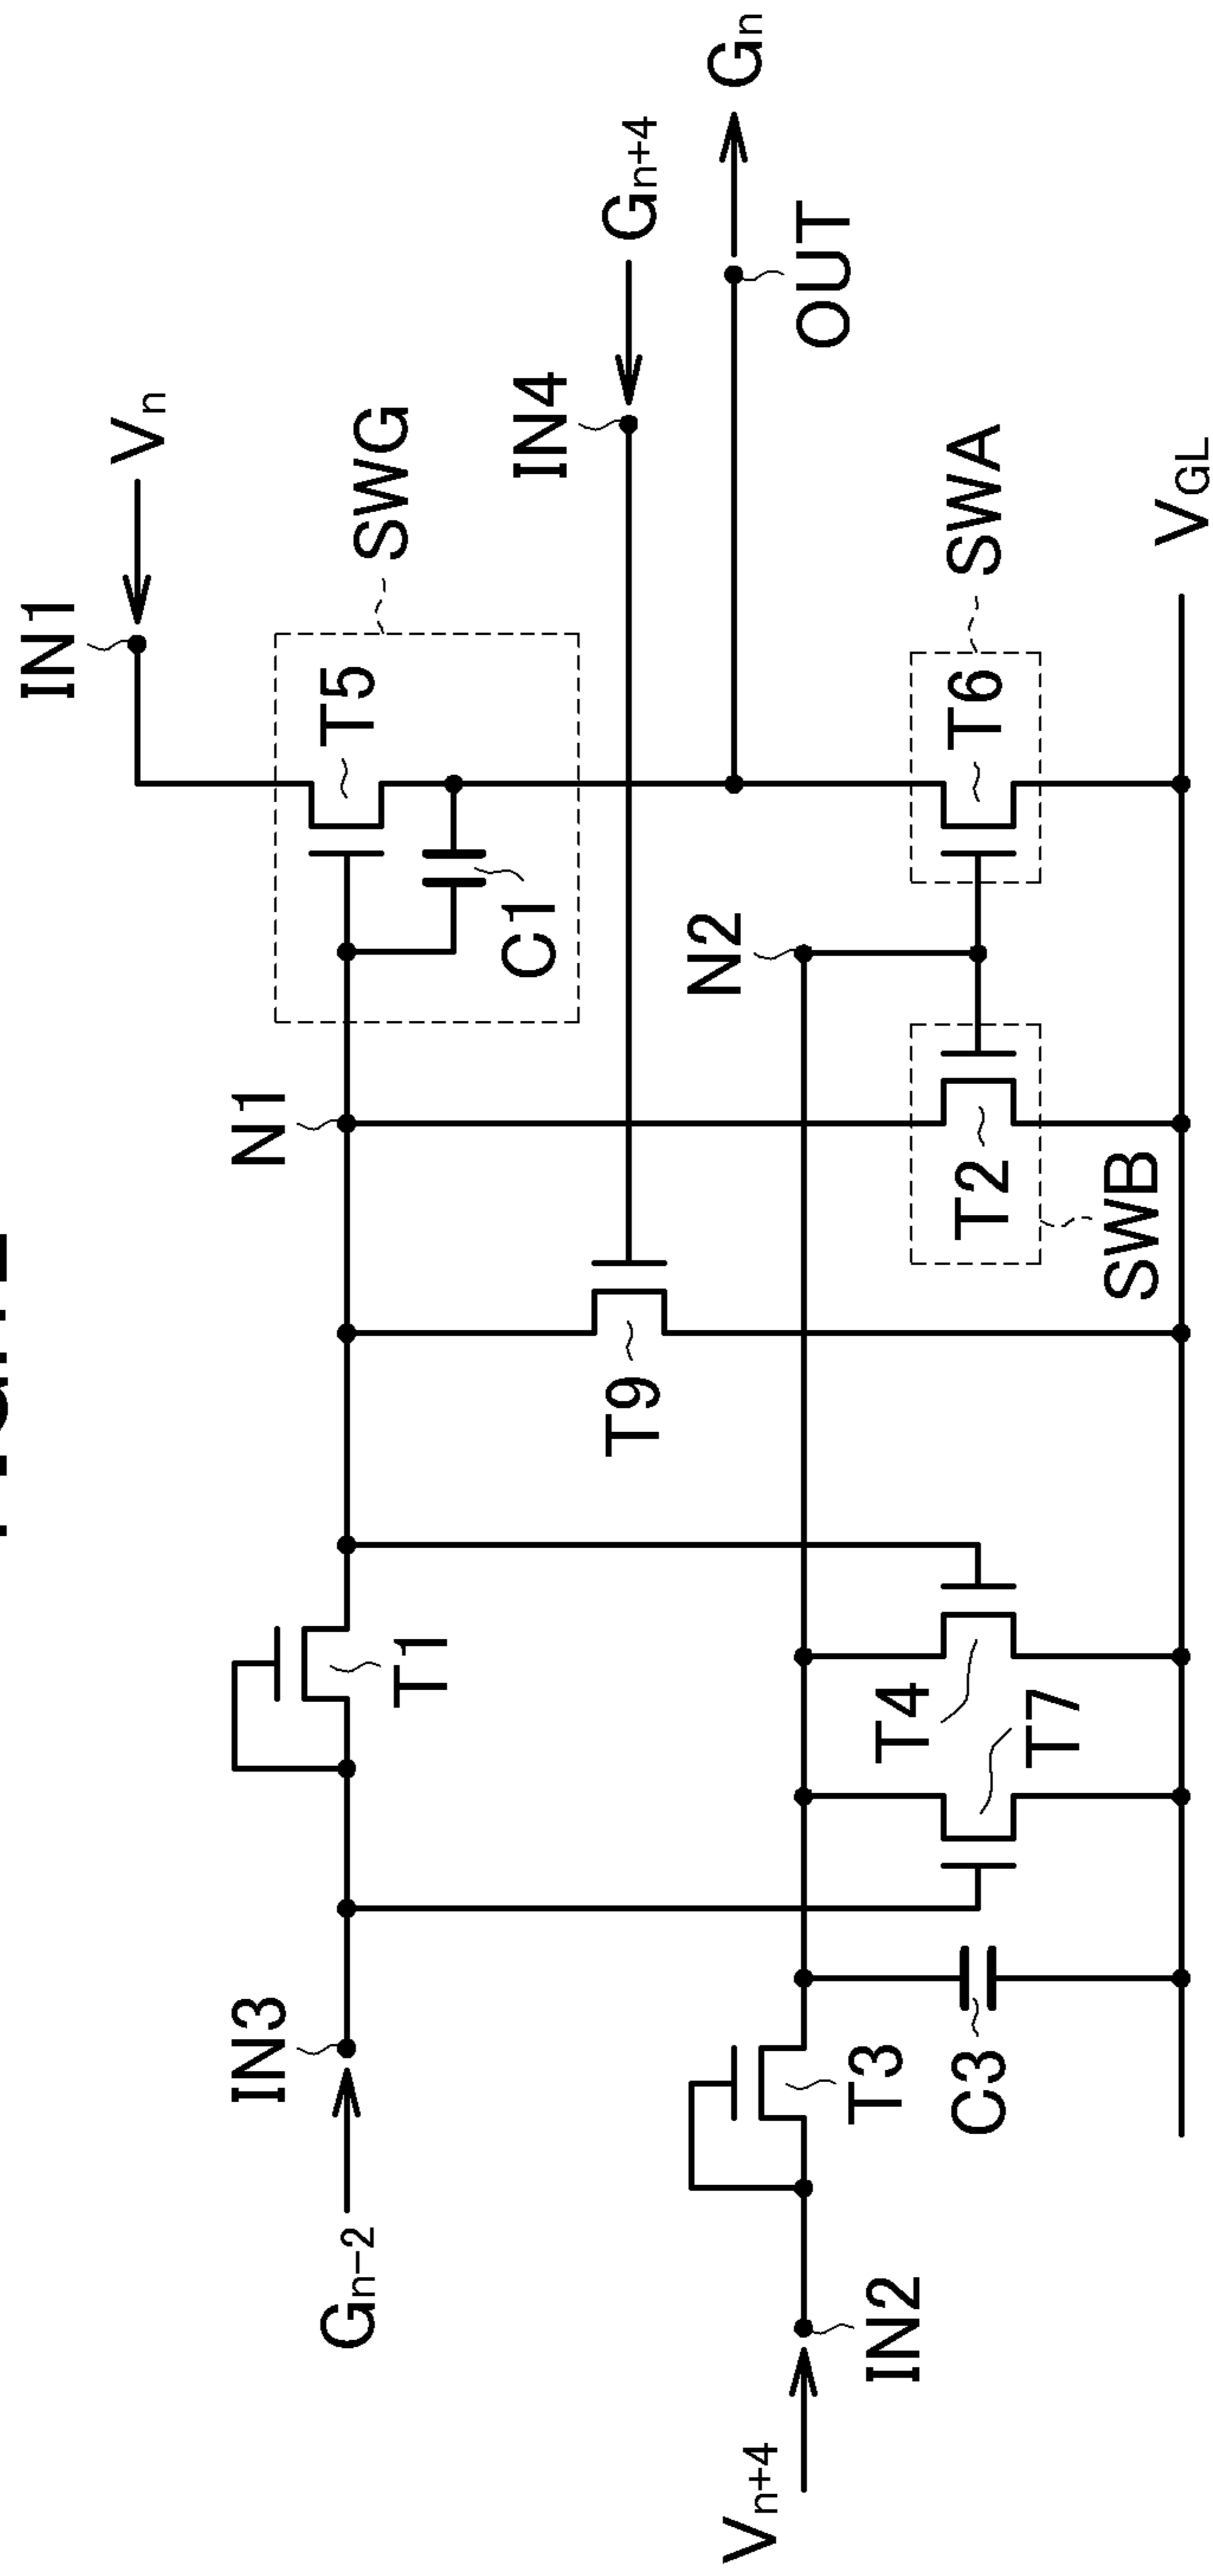 IN1
Vn
SWG
T5
C1
N1
IN4
Gn+4
Gn
OUT
IN3
Gn-2
T1
T9
N2
SWA
T6
T2
SWB
T4
T7
IN2
Vn+4
T3
C3
VGL